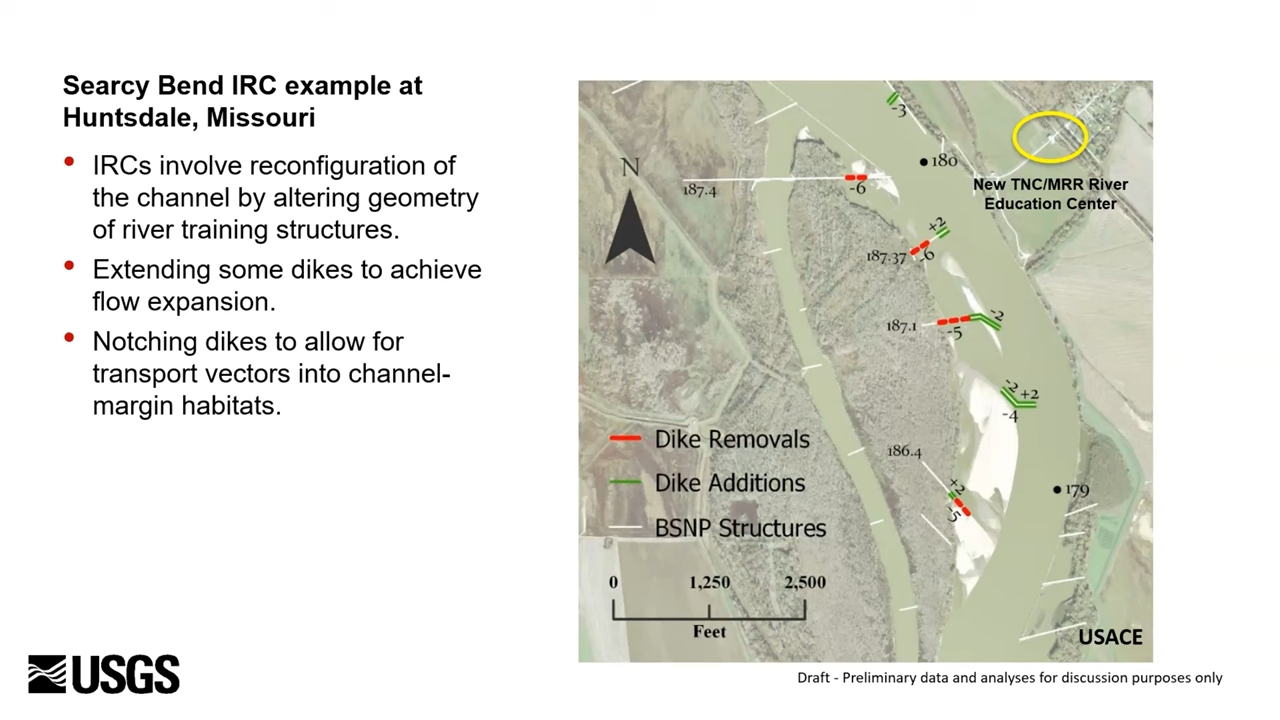 Searcy Bend IRC example at
Huntsdale, Missouri
• IRCs involve reconfiguration of
the channel by altering geometry
of river training structures.
• Extending some dikes to achieve
flow expansion.
• Notching dikes to allow for
transport vectors into channel-
margin habitats.
-3
180
N
187.4
-6
New TNC/MRR River
Education Center
+2
187.37
-6
-2
187.1
-5
-2
+2
-4
186.4
+2
-5
179
Dike Removals
Dike Additions
BSNP Structures
0 1,250 2,500
Feet
USACE
USGS
Draft - Preliminary data and analyses for discussion purposes only